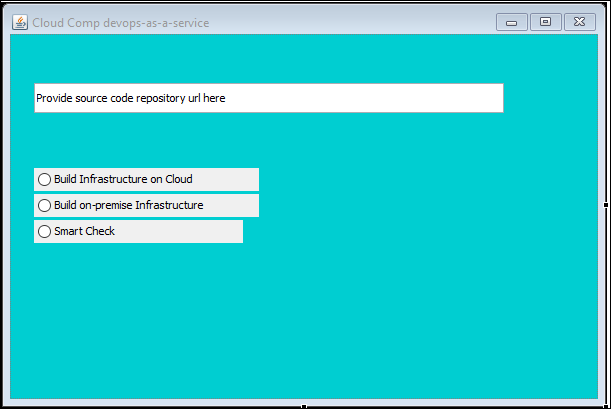 Cloud Comp devops-as-a-service
Provide source code repository url here
Build Infrastructure on Cloud
Build on-premise Infrastructure
Smart Check